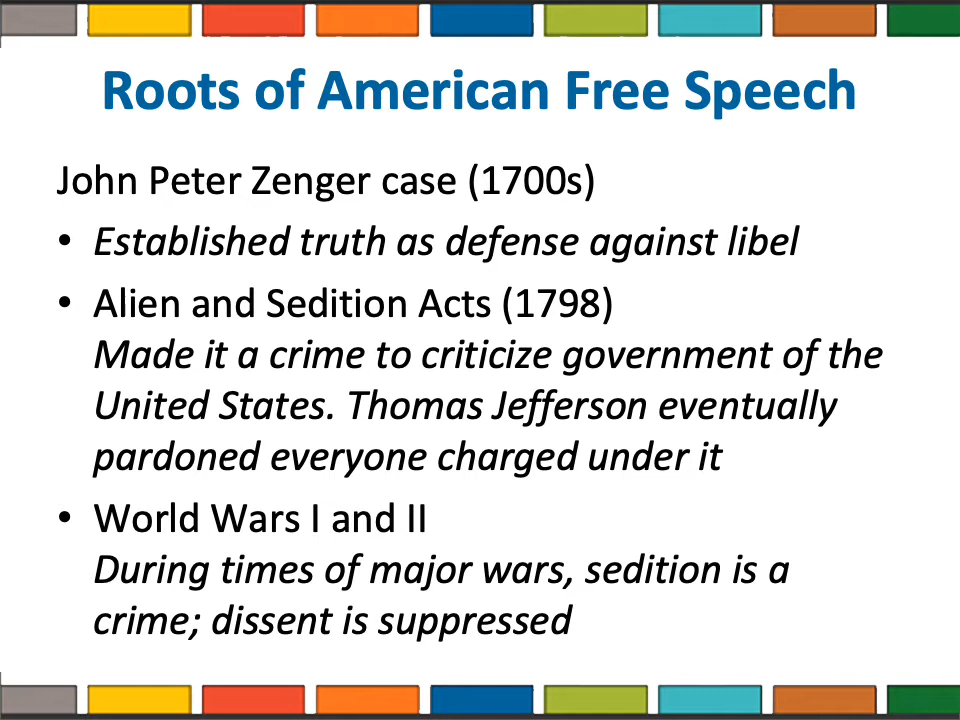 Roots of American Free Speech
John Peter Zenger case (1700s)
• Established truth as defense against libel
• Alien and Sedition Acts (1798)
Made it a crime to criticize government of the
United States. Thomas Jefferson eventually
pardoned everyone charged under it
• World Wars I and II
During times of major wars, sedition is a
crime; dissent is suppressed